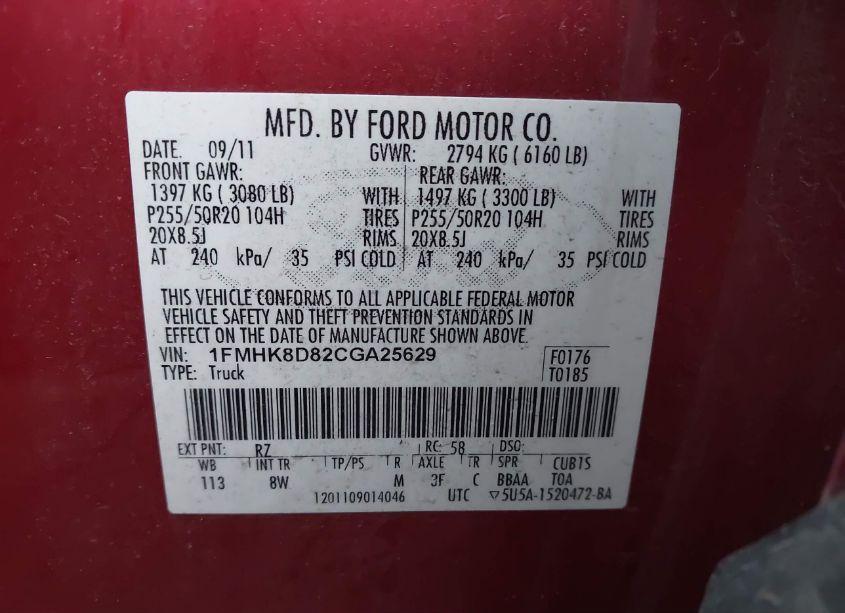 MFD. BY FORD MOTOR CO.
DATE. 09/11 GVWR: 2794 KG ( 6160 LB)
FRONT GAWR: REAR GAWR:
1397 KG ( 3080 LB) WITH 1497 KG ( 3300 LB) WITH
P255/50R20 104H TIRES P255/50R20 104H TIRES
20X8.5J RIMS 20X8.5J RIMS
AT 240 kPa/ 35 PSI COLD AT 240 kPa/ 35 PSI COLD
THIS VEHICLE CONFORMS TO ALL APPLICABLE FEDERAL MOTOR
VEHICLE SAFETY AND THEFT PREVENTION STANDARDS IN
EFFECT ON THE DATE OF MANUFACTURE SHOWN ABOVE.
VIN: 1FMHK8D82CGA25629 F0176
TYPE: Truck T0185
EXT PNT: RZ RC: 58 DSO:
WB INT TR TP/PS R AXLE TR SPR CUB1S
113 8W M 3F C BBAA TOA
1201109014046 UTC ▽5U5A-1520472-BA